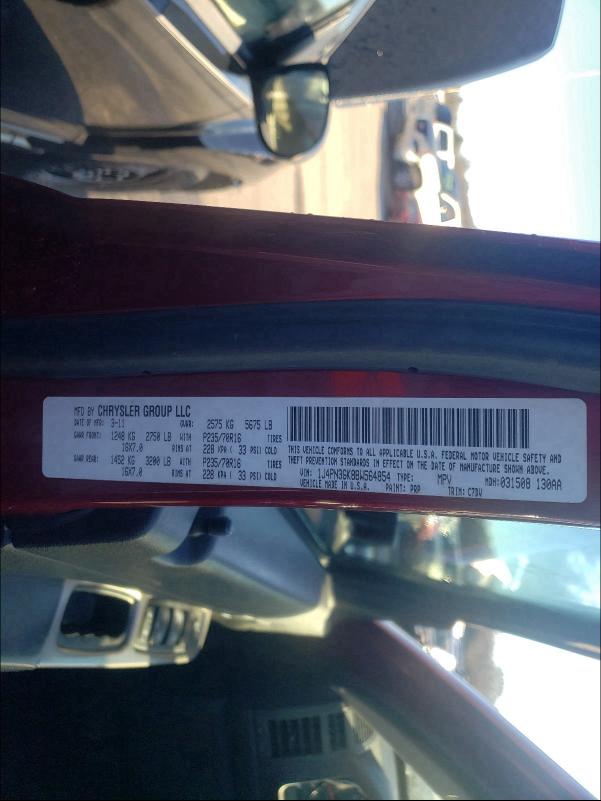 MFD BY CHRYSLER GROUP LLC
DATE OF MFR: 3-11 GVWR: 2575 KG 5675 LB
GAWR FRONT: 1248 KG 2750 LB WITH P235/70R16 TIRES
16X7.0 RIMS AT 228 KPA ( 33 PSI) COLD
GAWR REAR: 1452 KG 3200 LB WITH P235/70R16 TIRES
16X7.0 RIMS AT 228 KPA ( 33 PSI) COLD
THIS VEHICLE CONFORMS TO ALL APPLICABLE U.S.A. FEDERAL MOTOR VEHICLE SAFETY AND
THEFT PREVENTION STANDARDS IN EFFECT ON THE DATE OF MANUFACTURE SHOWN ABOVE.
VIN: 1J4PN3GK8BW564854 TYPE: MPV MDH: 031508 130AA
VEHICLE MADE IN U.S.A. PAINT: PRP TRIM: C7DV